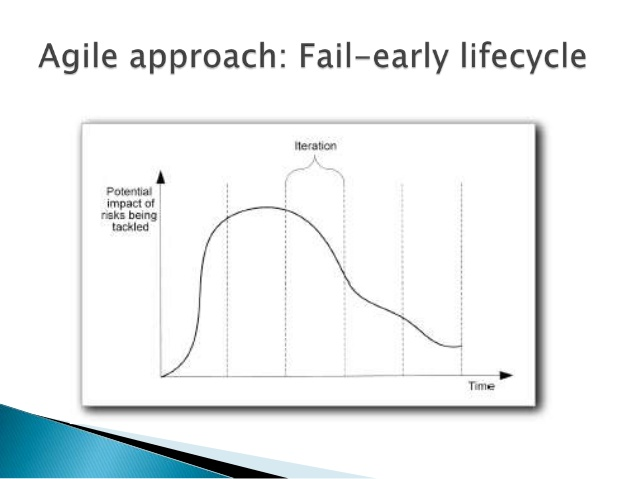 Agile approach: Fail-early lifecycle
Iteration
Potential
impact of
risks being
tackled
Time